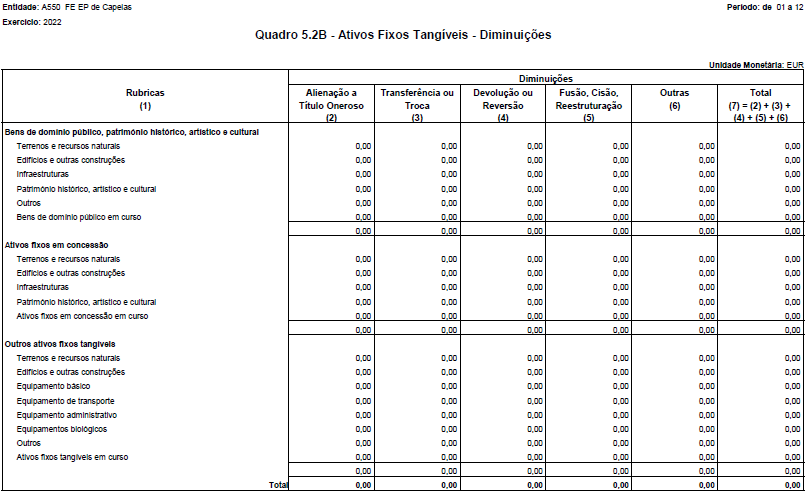 Entidade: A550 FE EP de Capelas Período: de 01 a 12
Exercício: 2022
Quadro 5.2B - Ativos Fixos Tangíveis - Diminuições
Unidade Monetária: EUR
Diminuições
Rubricas Alienação a Transferência ou Devolução ou Fusão, Cisão, Outras Total
(1) Título Oneroso Troca Reversão Reestruturação (6) (7) = (2) + (3) +
(2) (3) (4) (5) (4) + (5) + (6)
Bens de domínio público, património histórico, artístico e cultural
Terrenos e recursos naturais 0,00 0,00 0,00 0,00 0,00 0,00
Edifícios e outras construções 0,00 0,00 0,00 0,00 0,00 0,00
Infraestruturas 0,00 0,00 0,00 0,00 0,00 0,00
Património histórico, artístico e cultural 0,00 0,00 0,00 0,00 0,00 0,00
Outros 0,00 0,00 0,00 0,00 0,00 0,00
Bens de domínio público em curso 0,00 0,00 0,00 0,00 0,00 0,00
0,00 0,00 0,00 0,00 0,00 0,00
Ativos fixos em concessão
Terrenos e recursos naturais 0,00 0,00 0,00 0,00 0,00 0,00
Edifícios e outras construções 0,00 0,00 0,00 0,00 0,00 0,00
Infraestruturas 0,00 0,00 0,00 0,00 0,00 0,00
Património histórico, artístico e cultural 0,00 0,00 0,00 0,00 0,00 0,00
Ativos fixos em concessão em curso 0,00 0,00 0,00 0,00 0,00 0,00
0,00 0,00 0,00 0,00 0,00 0,00
Outros ativos fixos tangíveis
Terrenos e recursos naturais 0,00 0,00 0,00 0,00 0,00 0,00
Edifícios e outras construções 0,00 0,00 0,00 0,00 0,00 0,00
Equipamento básico 0,00 0,00 0,00 0,00 0,00 0,00
Equipamento de transporte 0,00 0,00 0,00 0,00 0,00 0,00
Equipamento administrativo 0,00 0,00 0,00 0,00 0,00 0,00
Equipamentos biológicos 0,00 0,00 0,00 0,00 0,00 0,00
Outros 0,00 0,00 0,00 0,00 0,00 0,00
Ativos fixos tangíveis em curso 0,00 0,00 0,00 0,00 0,00 0,00
0,00 0,00 0,00 0,00 0,00 0,00
Total 0,00 0,00 0,00 0,00 0,00 0,00